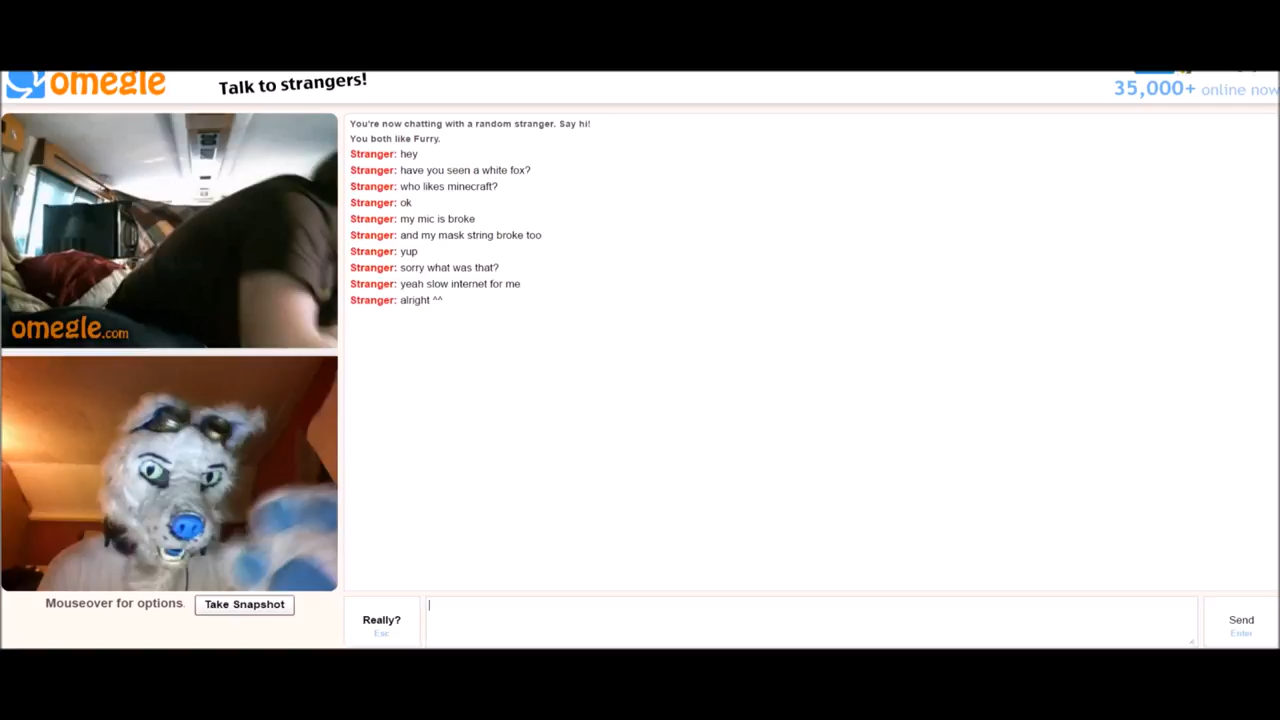 omegle
Talk to strangers!
35,000+ online now
You're now chatting with a random stranger. Say hi!
You both like Furry.
Stranger: hey
Stranger: have you seen a white fox?
Stranger: who likes minecraft?
Stranger: ok
Stranger: my mic is broke
Stranger: and my mask string broke too
Stranger: yup
Stranger: sorry what was that?
Stranger: yeah slow internet for me
Stranger: alright ^^
omegle.com
Mouseover for options.
Take Snapshot
Really?
Esc
Send
Enter